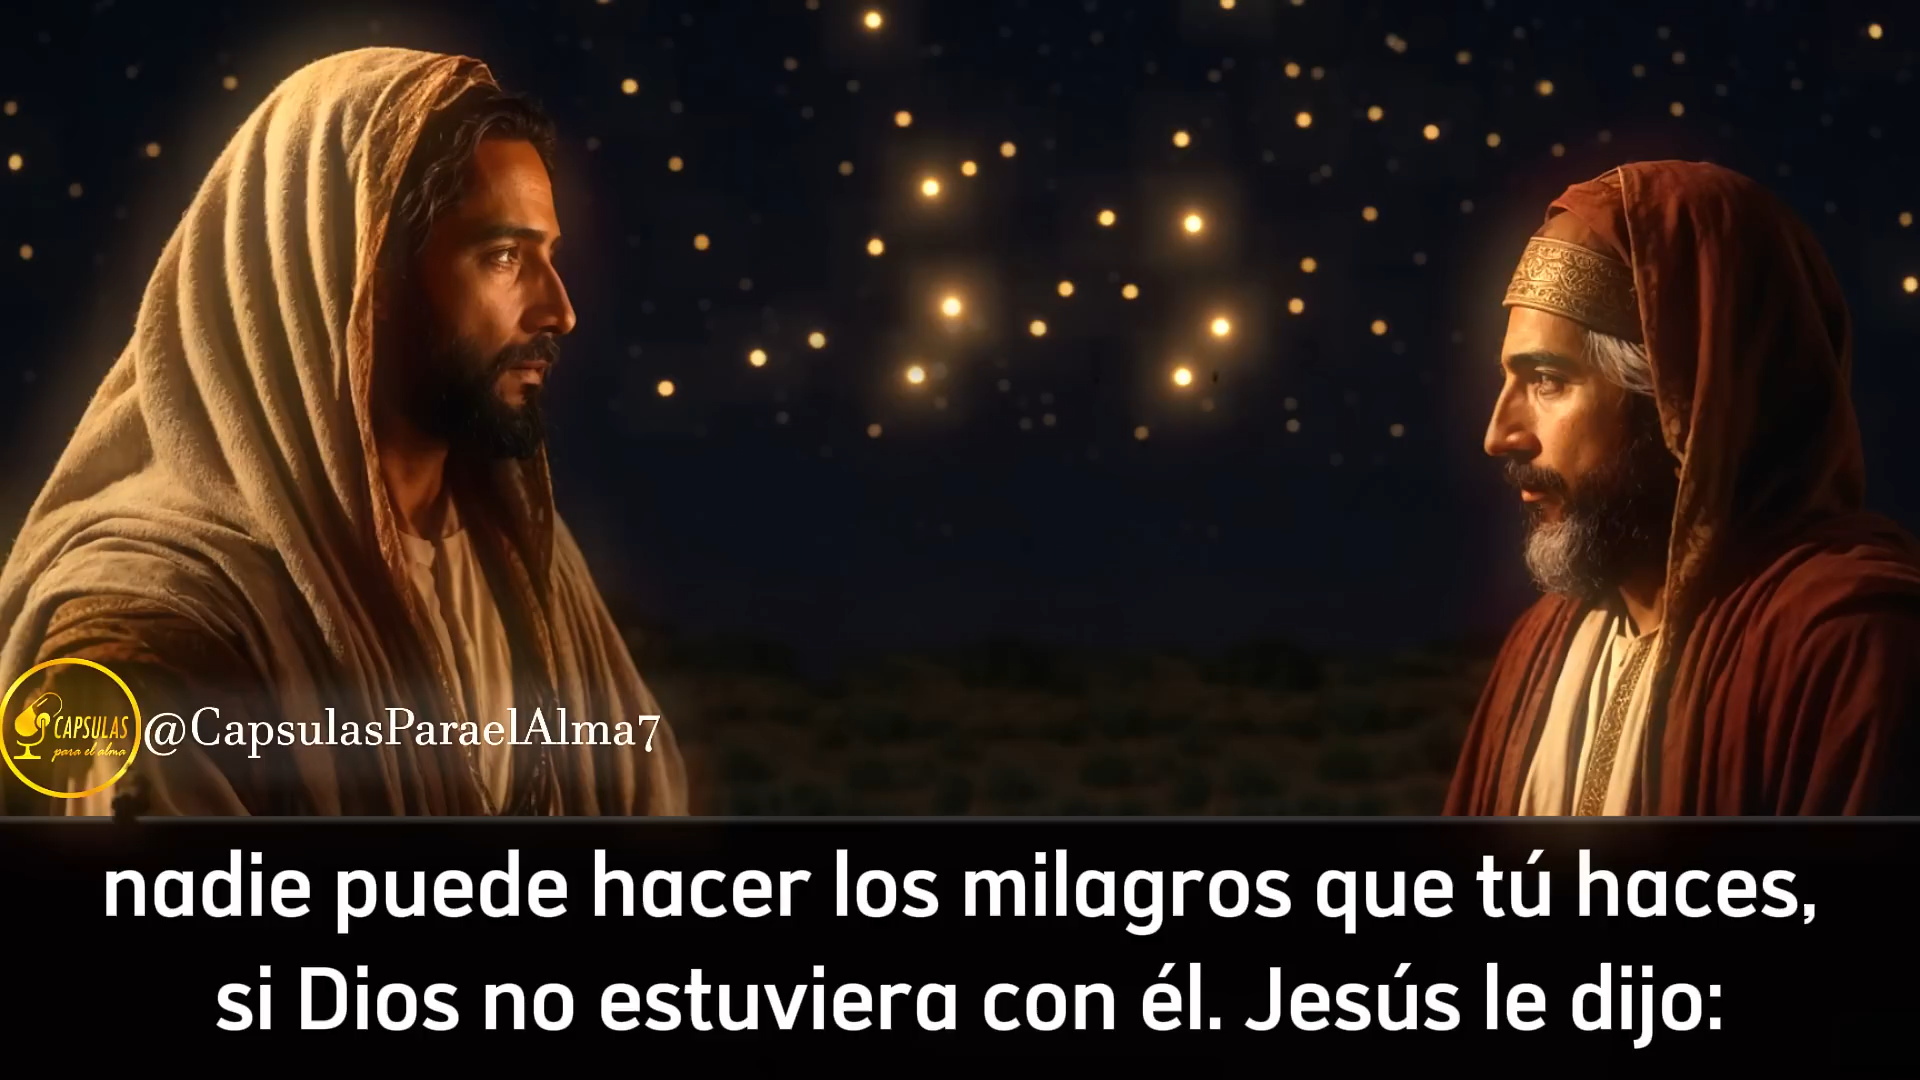 CAPSULAS
para el alma
@CapsulasParaelAlma7
nadie puede hacer los milagros que tú haces,
si Dios no estuviera con él. Jesús le dijo: